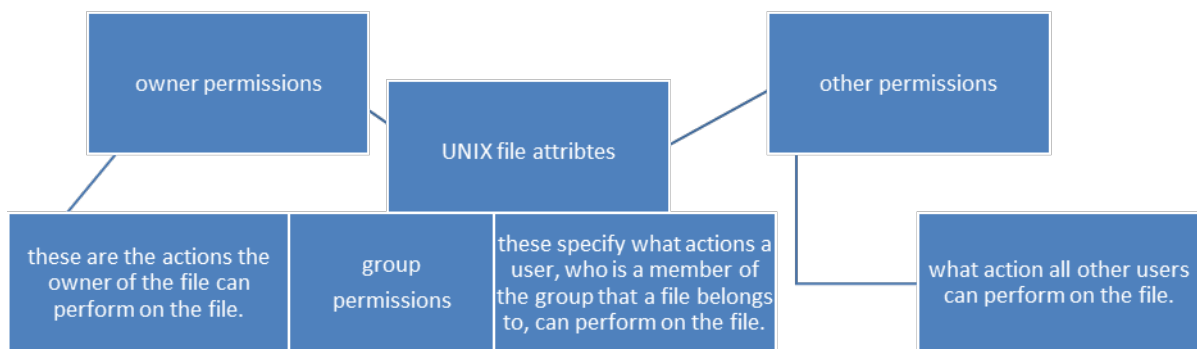 owner permissions
other permissions
UNIX file attribtes
these are the actions the
owner of the file can
perform on the file.
group
permissions
these specify what actions a
user, who is a member of
the group that a file belongs
to, can perform on the file.
what action all other users
can perform on the file.